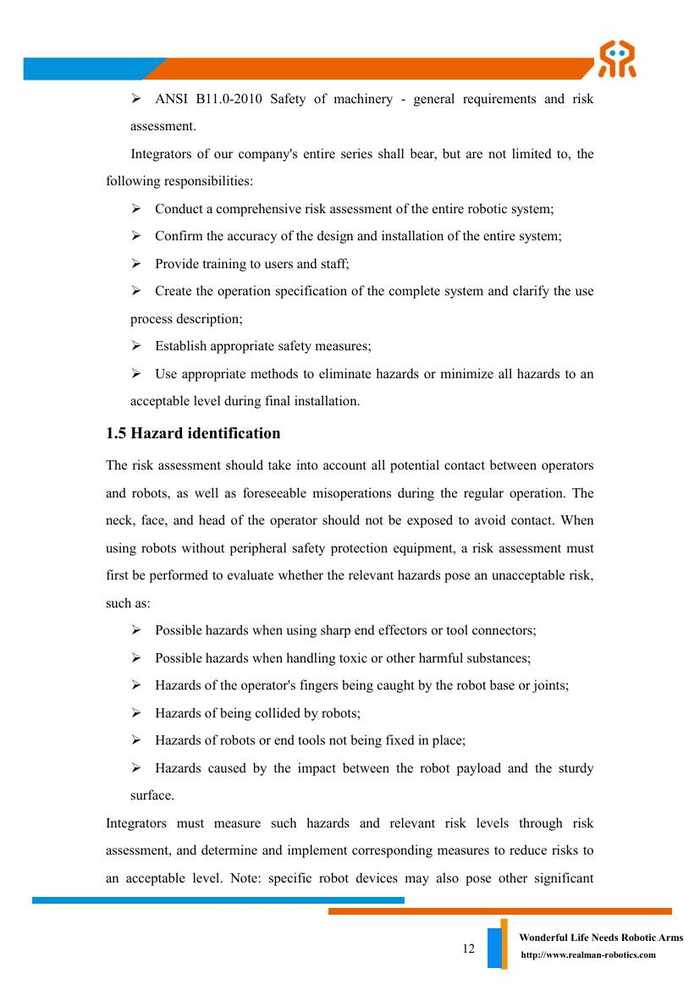 ➢ ANSI B11.0-2010 Safety of machinery - general requirements and risk
assessment.
Integrators of our company's entire series shall bear, but are not limited to, the
following responsibilities:
➢ Conduct a comprehensive risk assessment of the entire robotic system;
➢ Confirm the accuracy of the design and installation of the entire system;
➢ Provide training to users and staff;
➢ Create the operation specification of the complete system and clarify the use
process description;
➢ Establish appropriate safety measures;
➢ Use appropriate methods to eliminate hazards or minimize all hazards to an
acceptable level during final installation.
1.5 Hazard identification
The risk assessment should take into account all potential contact between operators
and robots, as well as foreseeable misoperations during the regular operation. The
neck, face, and head of the operator should not be exposed to avoid contact. When
using robots without peripheral safety protection equipment, a risk assessment must
first be performed to evaluate whether the relevant hazards pose an unacceptable risk,
such as:
➢ Possible hazards when using sharp end effectors or tool connectors;
➢ Possible hazards when handling toxic or other harmful substances;
➢ Hazards of the operator's fingers being caught by the robot base or joints;
➢ Hazards of being collided by robots;
➢ Hazards of robots or end tools not being fixed in place;
➢ Hazards caused by the impact between the robot payload and the sturdy
surface.
Integrators must measure such hazards and relevant risk levels through risk
assessment, and determine and implement corresponding measures to reduce risks to
an acceptable level. Note: specific robot devices may also pose other significant
12
Wonderful Life Needs Robotic Arms
http://www.realman-robotics.com